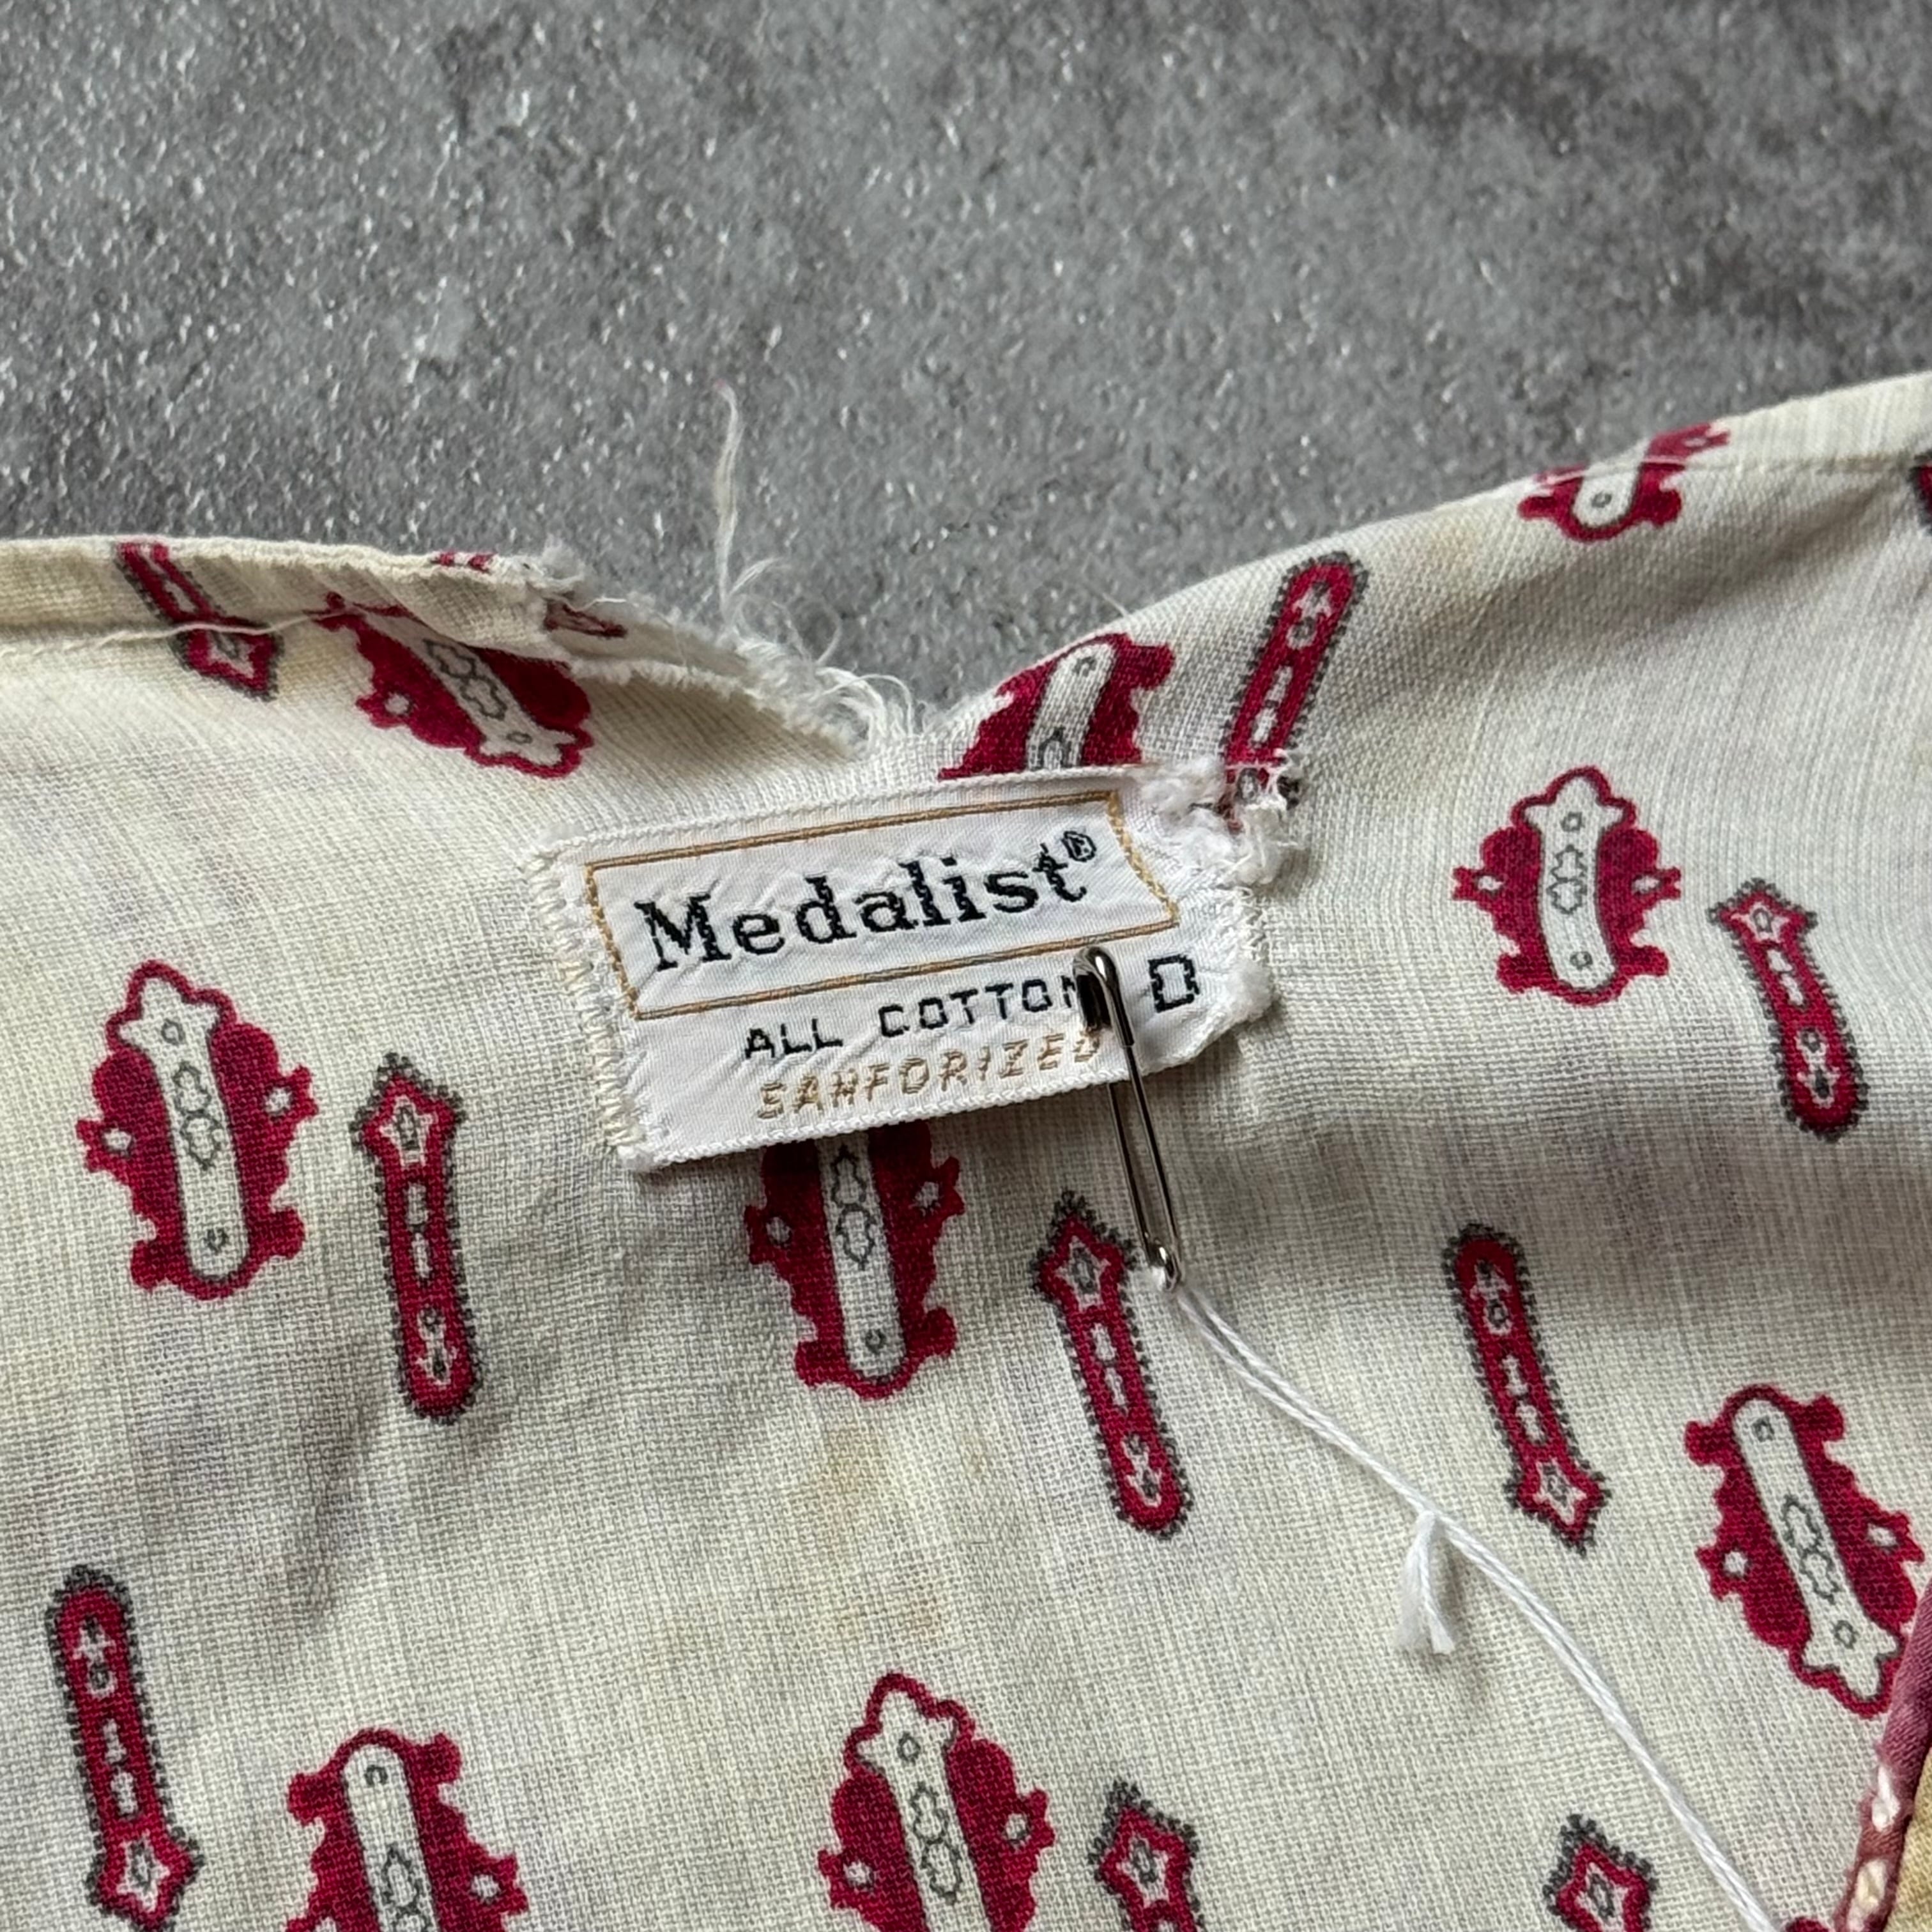 Medalist®
ALL COTTON D
SANFORIZED